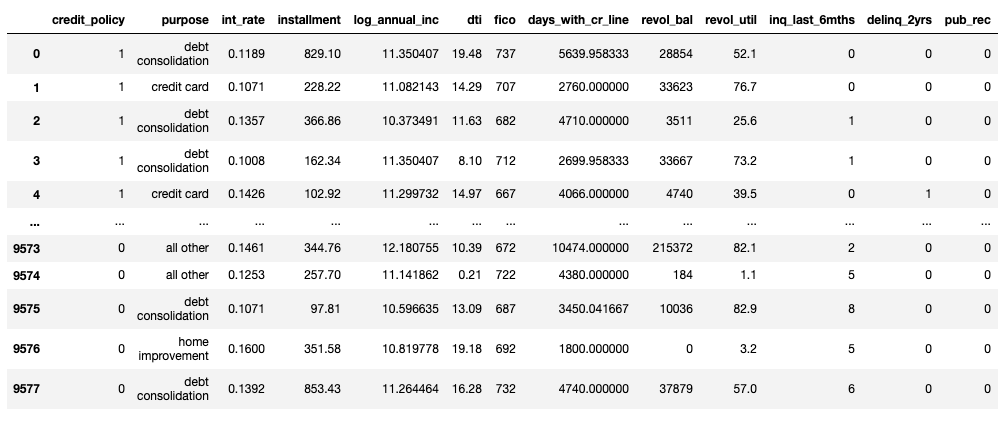 credit_policy purpose int_rate installment log_annual_inc dti fico days_with_cr_line revol_bal revol_util inq_last_6mths delinq_2yrs pub_rec
0 1 debt consolidation 0.1189 829.10 11.350407 19.48 737 5639.958333 28854 52.1 0 0 0
1 1 credit card 0.1071 228.22 11.082143 14.29 707 2760.000000 33623 76.7 0 0 0
2 1 debt consolidation 0.1357 366.86 10.373491 11.63 682 4710.000000 3511 25.6 1 0 0
3 1 debt consolidation 0.1008 162.34 11.350407 8.10 712 2699.958333 33667 73.2 1 0 0
4 1 credit card 0.1426 102.92 11.299732 14.97 667 4066.000000 4740 39.5 0 1 0
... ... ... ... ... ... ... ... ... ... ... ... ... ...
9573 0 all other 0.1461 344.76 12.180755 10.39 672 10474.000000 215372 82.1 2 0 0
9574 0 all other 0.1253 257.70 11.141862 0.21 722 4380.000000 184 1.1 5 0 0
9575 0 debt consolidation 0.1071 97.81 10.596635 13.09 687 3450.041667 10036 82.9 8 0 0
9576 0 home improvement 0.1600 351.58 10.819778 19.18 692 1800.000000 0 3.2 5 0 0
9577 0 debt consolidation 0.1392 853.43 11.264464 16.28 732 4740.000000 37879 57.0 6 0 0